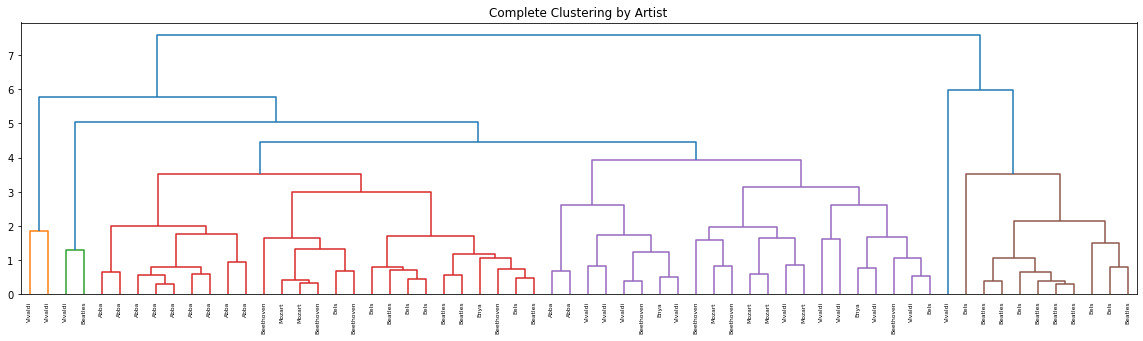 Complete Clustering by Artist
7
6
5
4
3
2
1
0
Vivaldi
Vivaldi
Vivaldi
Beatles
Abba
Abba
Abba
Abba
Abba
Abba
Abba
Abba
Abba
Beethoven
Mozart
Mozart
Beethoven
Eels
Beethoven
Eels
Beatles
Eels
Eels
Beatles
Beatles
Enya
Beethoven
Eels
Beatles
Abba
Abba
Vivaldi
Vivaldi
Vivaldi
Beethoven
Enya
Vivaldi
Beethoven
Mozart
Beethoven
Mozart
Mozart
Vivaldi
Mozart
Vivaldi
Vivaldi
Enya
Vivaldi
Beethoven
Vivaldi
Eels
Vivaldi
Eels
Beatles
Beatles
Eels
Beatles
Beatles
Beatles
Eels
Eels
Beatles